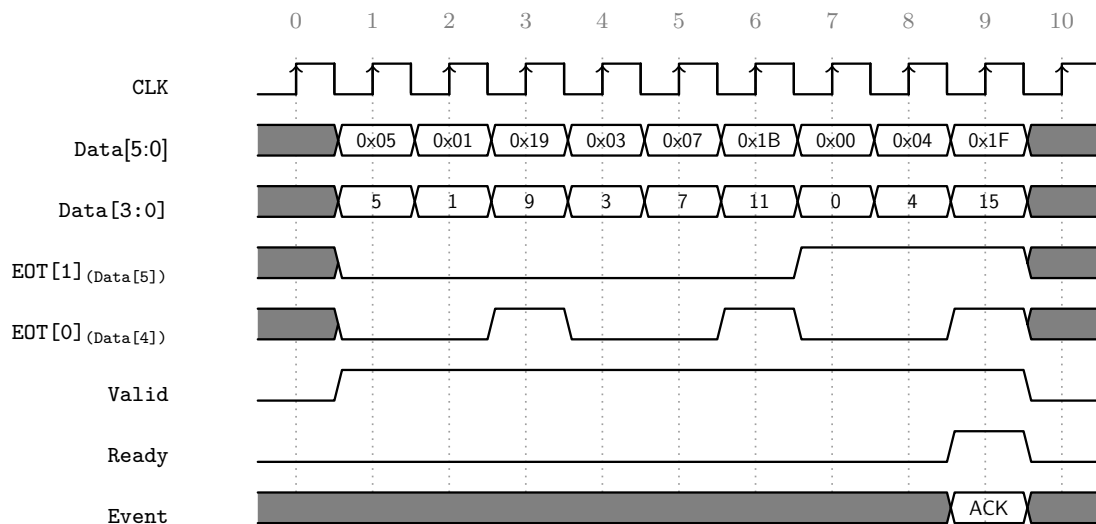 0 1 2 3 4 5 6 7 8 9 10
CLK
Data[5:0] 0x05 0x01 0x19 0x03 0x07 0x1B 0x00 0x04 0x1F
Data[3:0] 5 1 9 3 7 11 0 4 15
EOT[1](Data[5])
EOT[0](Data[4])
Valid
Ready
Event ACK